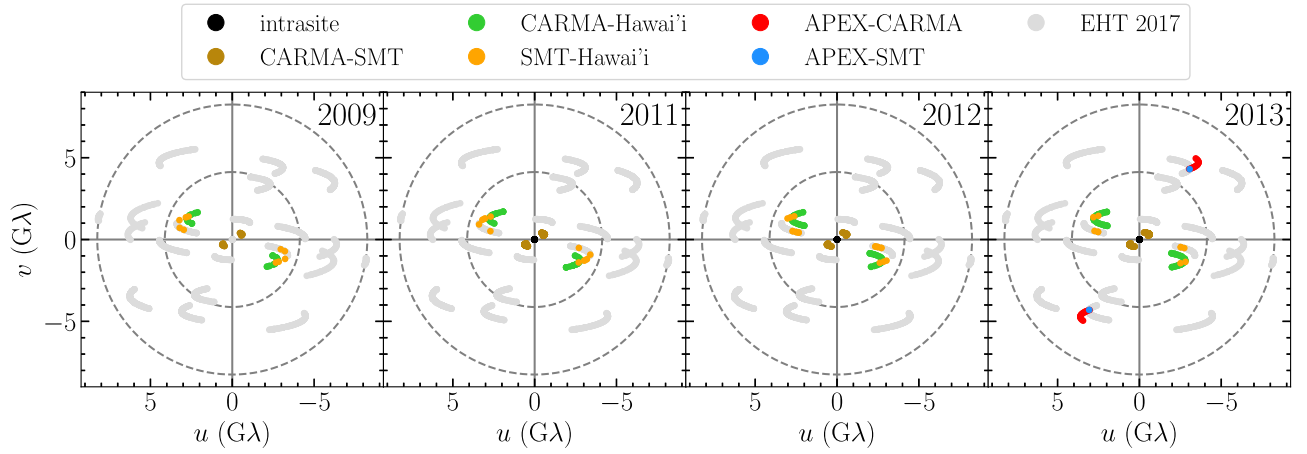 intrasite CARMA-Hawai'i APEX-CARMA EHT 2017
CARMA-SMT SMT-Hawai'i APEX-SMT
2009 2011 2012 2013
5
0
−5
v (Gλ)
5 0 −5 5 0 −5 5 0 −5 5 0 −5
u (Gλ) u (Gλ) u (Gλ) u (Gλ)